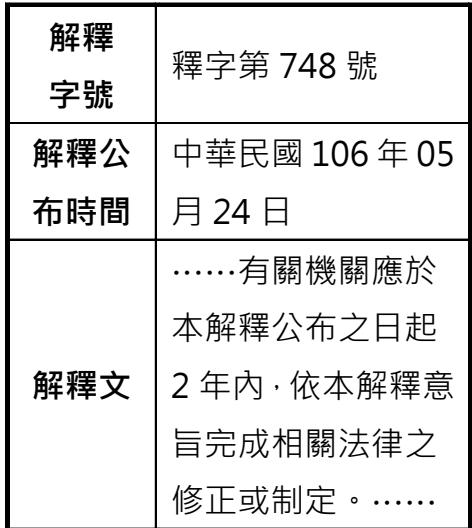 解釋
字號
釋字第 748 號
解釋公
布時間
中華民國 106 年 05
月 24 日
解釋文
⋯⋯有關機關應於
本解釋公布之日起
2 年內，依本解釋意
旨完成相關法律之
修正或制定。⋯⋯